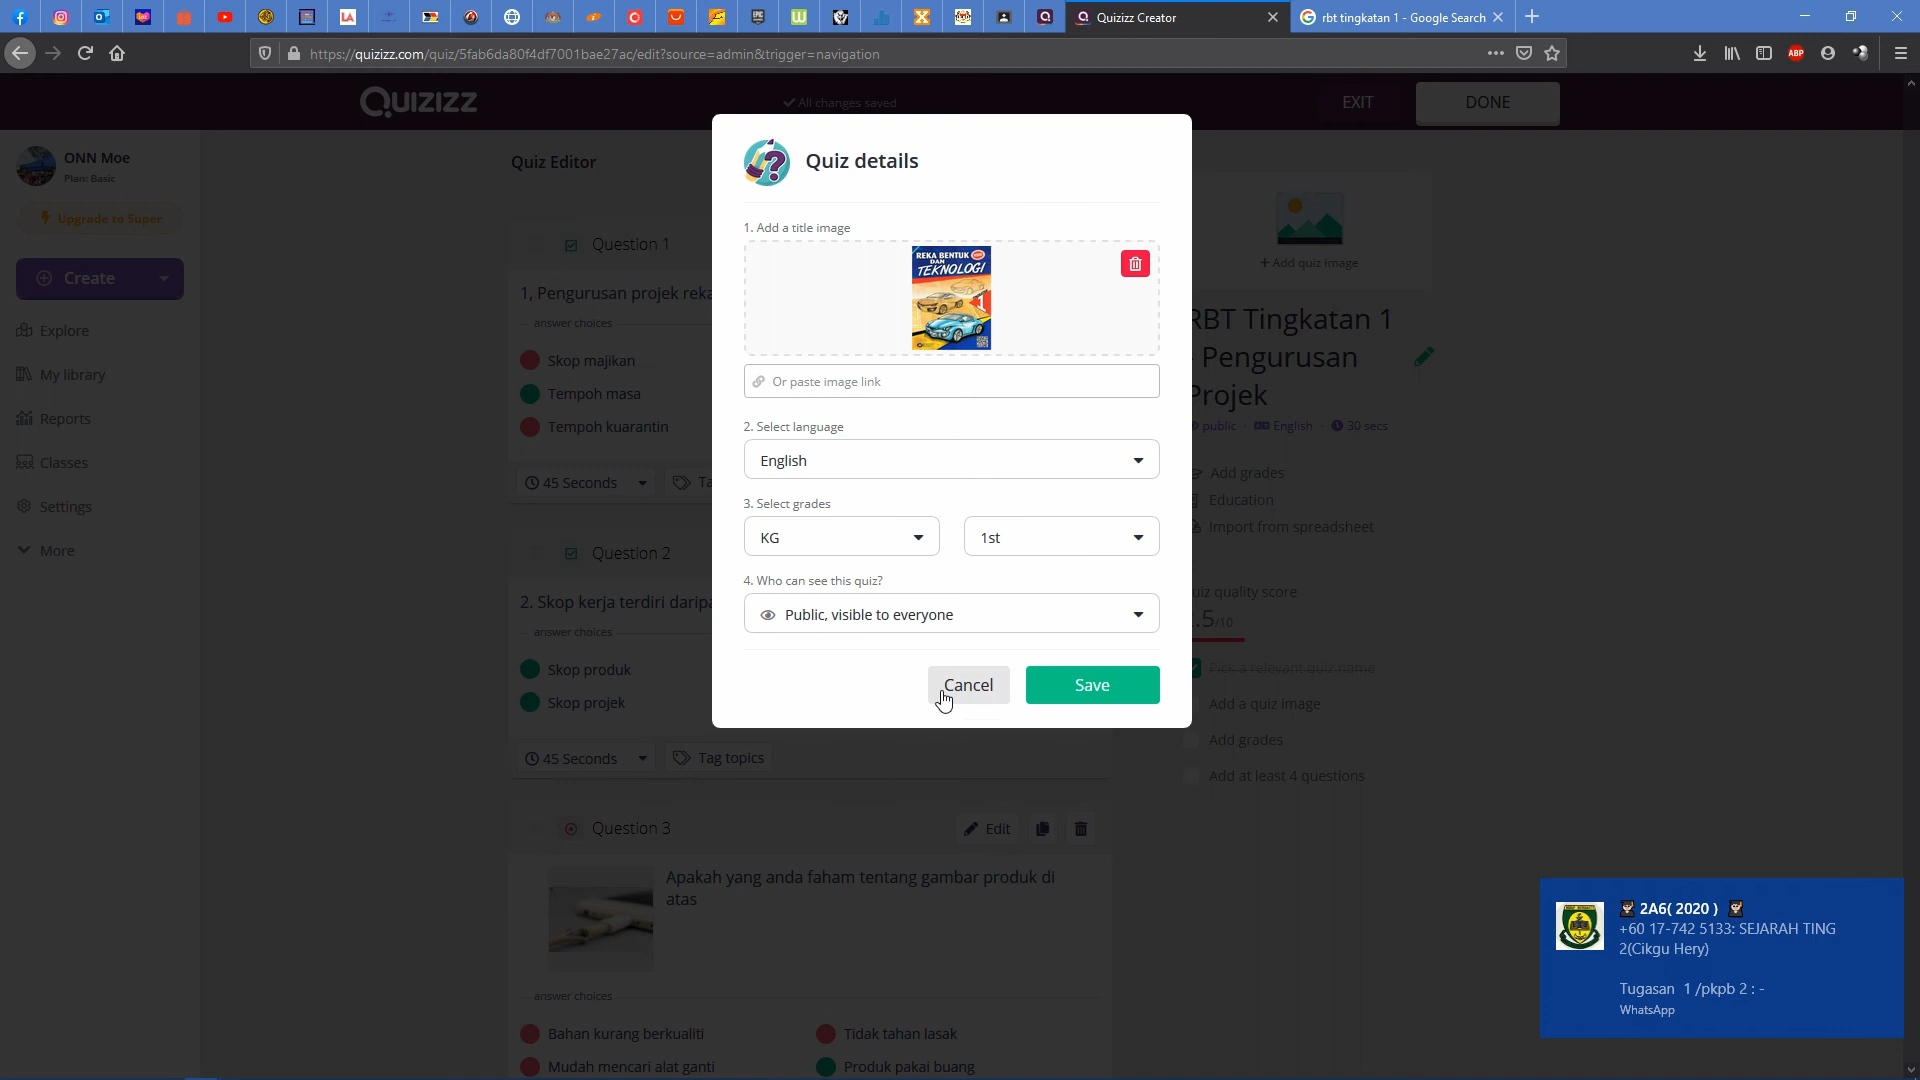 Quizizz Creator
rbt tingkatan 1 - Google Search
https://quizizz.com/quiz/5fab6da80f4df7001bae27ac/edit?source=admin&trigger=navigation
ABP
QUIZIZZ
All changes saved
EXIT
DONE
ONN Moe
Plan: Basic
Upgrade to Super
Create
Explore
My library
Reports
Classes
Settings
More
Quiz Editor
Question 1
1, Pengurusan projek reka
answer choices
Skop majikan
Tempoh masa
Tempoh kuarantin
45 Seconds
Ta
Question 2
2. Skop kerja terdiri daripa
answer choices
Skop produk
Skop projek
45 Seconds
Tag topics
Question 3
Edit
Apakah yang anda faham tentang gambar produk di
atas
answer choices
Bahan kurang berkualiti
Tidak tahan lasak
Mudah mencari alat ganti
Produk pakai buang
Quiz details
1. Add a title image
REKA BENTUK
DAN
TEKNOLOGI
1
Or paste image link
2. Select language
English
3. Select grades
KG
1st
4. Who can see this quiz?
Public, visible to everyone
Cancel
Save
+ Add quiz image
RBT Tingkatan 1
- Pengurusan
Projek
public
English
30 secs
Add grades
Education
Import from spreadsheet
uiz quality score
.5/10
Pick a relevant quiz name
Add a quiz image
Add grades
Add at least 4 questions
2A6( 2020 )
+60 17-742 5133: SEJARAH TING
2(Cikgu Hery)
Tugasan 1 /pkpb 2 : -
WhatsApp